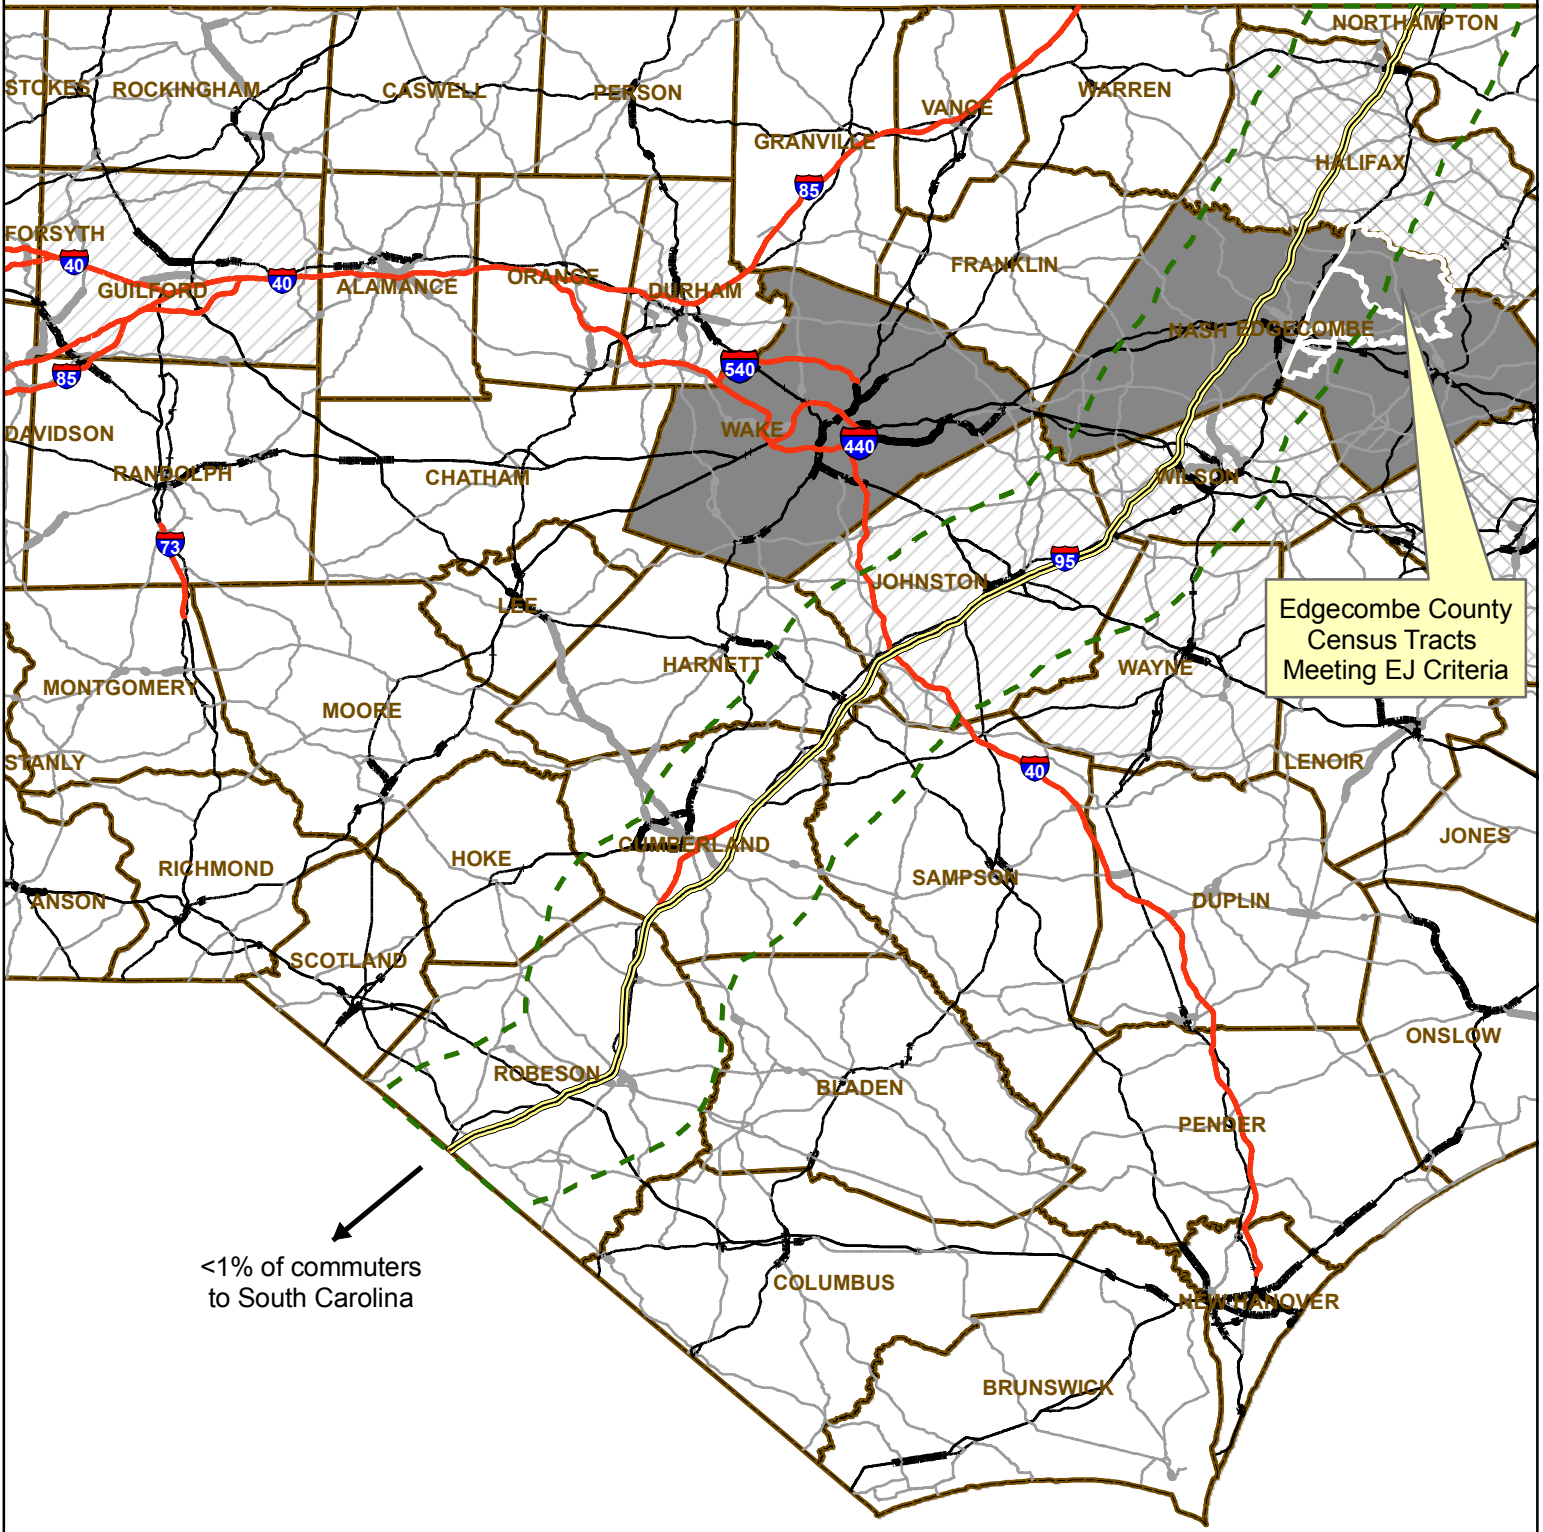 NORTHAMPTON
STOKES
ROCKINGHAM
CASWELL
PERSON
VANCE
WARREN
GRANVILLE
HALIFAX
85
FORSYTH
40
GUILFORD
40
ALAMANCE
ORANGE
DURHAM
FRANKLIN
NASH
EDGECOMBE
85
540
DAVIDSON
WAKE
440
RANDOLPH
CHATHAM
WILSON
73
95
JOHNSTON
LEE
Edgecombe County
Census Tracts
Meeting EJ Criteria
HARNETT
WAYNE
MONTGOMERY
MOORE
STANLY
40
LENOIR
CUMBERLAND
JONES
HOKE
RICHMOND
SAMPSON
ANSON
DUPLIN
SCOTLAND
ONSLOW
ROBESON
BLADEN
PENDER
<1% of commuters
to South Carolina
COLUMBUS
NEW HANOVER
BRUNSWICK